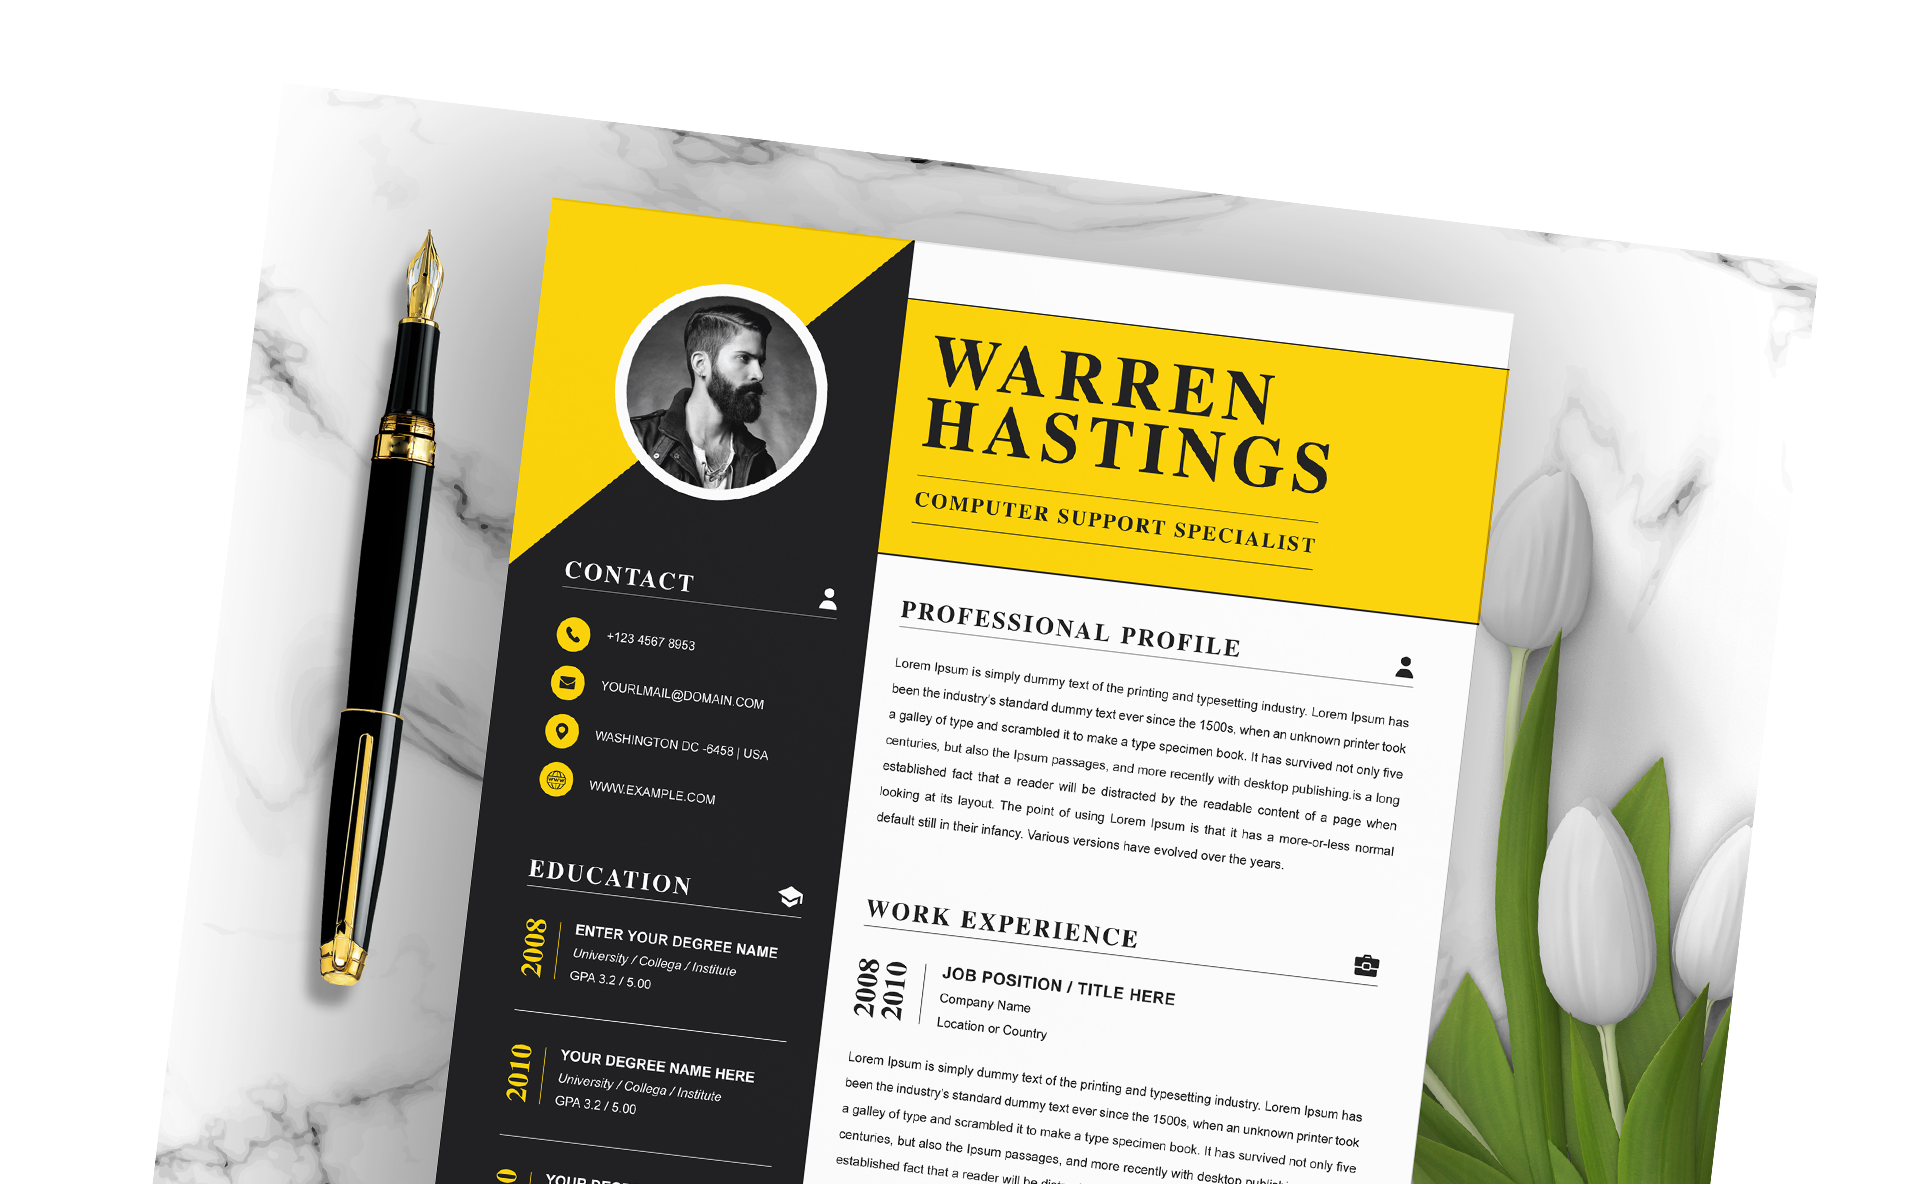 WARREN
HASTINGS
COMPUTER SUPPORT SPECIALIST
CONTACT
+123 4567 8953
YOURLMAIL@DOMAIN.COM
WASHINGTON DC -6458 | USA
WWW
WWW.EXAMPLE.COM
EDUCATION
2008
ENTER YOUR DEGREE NAME
University / Collega / Institute
GPA 3.2 / 5.00
2010
YOUR DEGREE NAME HERE
University / Collega / Institute
GPA 3.2 / 5.00
PROFESSIONAL PROFILE
Lorem Ipsum is simply dummy text of the printing and typesetting industry. Lorem Ipsum has
been the industry's standard dummy text ever since the 1500s, when an unknown printer took
a galley of type and scrambled it to make a type specimen book. It has survived not only five
centuries, but also the Ipsum passages, and more recently with desktop publishing.is a long
established fact that a reader will be distracted by the readable content of a page when
looking at its layout. The point of using Lorem Ipsum is that it has a more-or-less normal
default still in their infancy. Various versions have evolved over the years.
WORK EXPERIENCE
2008
2010
JOB POSITION / TITLE HERE
Company Name
Location or Country
Lorem Ipsum is simply dummy text of the printing and typesetting industry. Lorem Ipsum has
been the industry's standard dummy text ever since the 1500s, when an unknown printer took
a galley of type and scrambled it to make a type specimen book. It has survived not only five
centuries, but also the Ipsum passages, and more recently with desktop
established fact that a reader will be